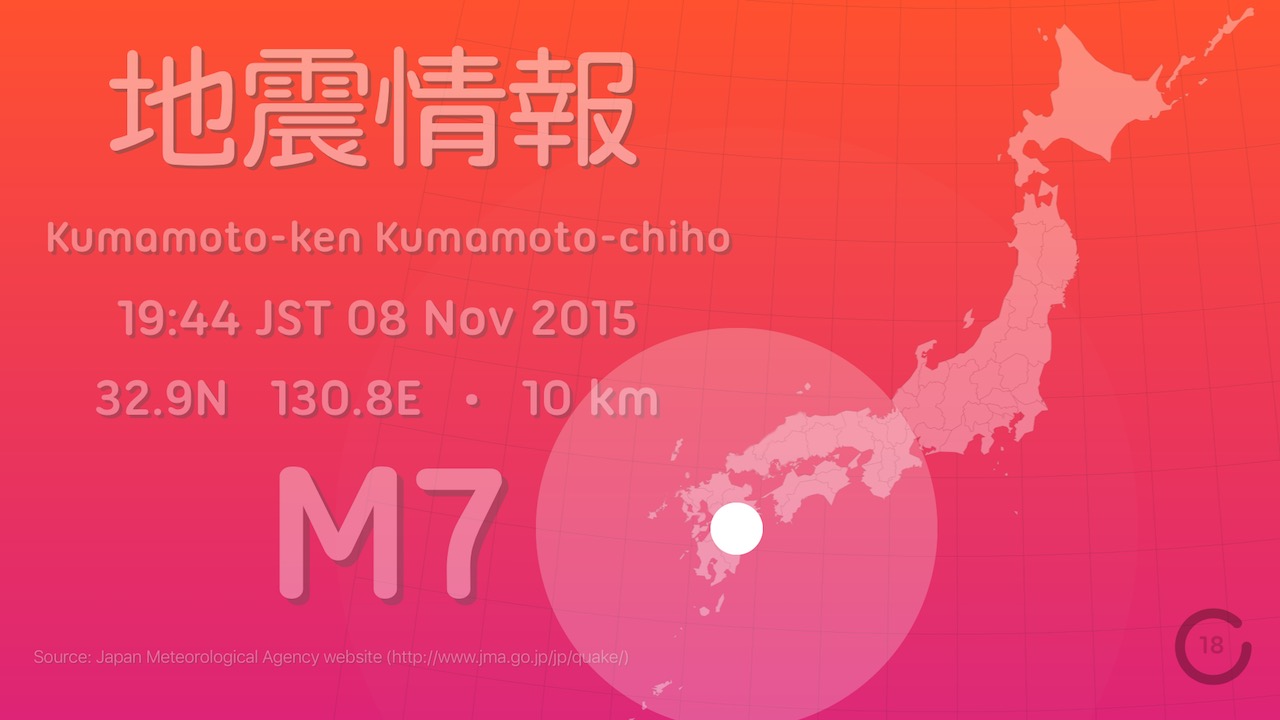 地震情報
Kumamoto-ken Kumamoto-chiho
19:44 JST 08 Nov 2015
32.9N 130.8E • 10 km
M7
Source: Japan Meteorological Agency website (http://www.jma.go.jp/jp/quake/)
18